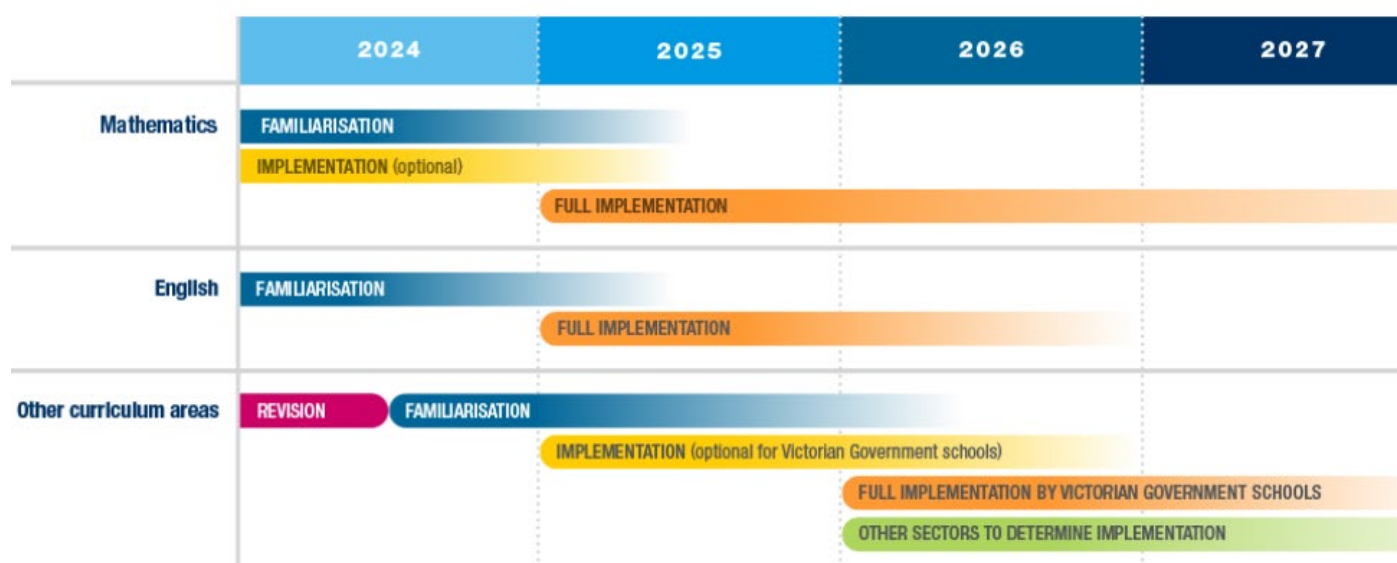 2024 2025 2026 2027
Mathematics
FAMILIARISATION
IMPLEMENTATION (optional)
FULL IMPLEMENTATION
English
FAMILIARISATION
FULL IMPLEMENTATION
Other curriculum areas
REVISION FAMILIARISATION
IMPLEMENTATION (optional for Victorian Government schools)
FULL IMPLEMENTATION BY VICTORIAN GOVERNMENT SCHOOLS
OTHER SECTORS TO DETERMINE IMPLEMENTATION